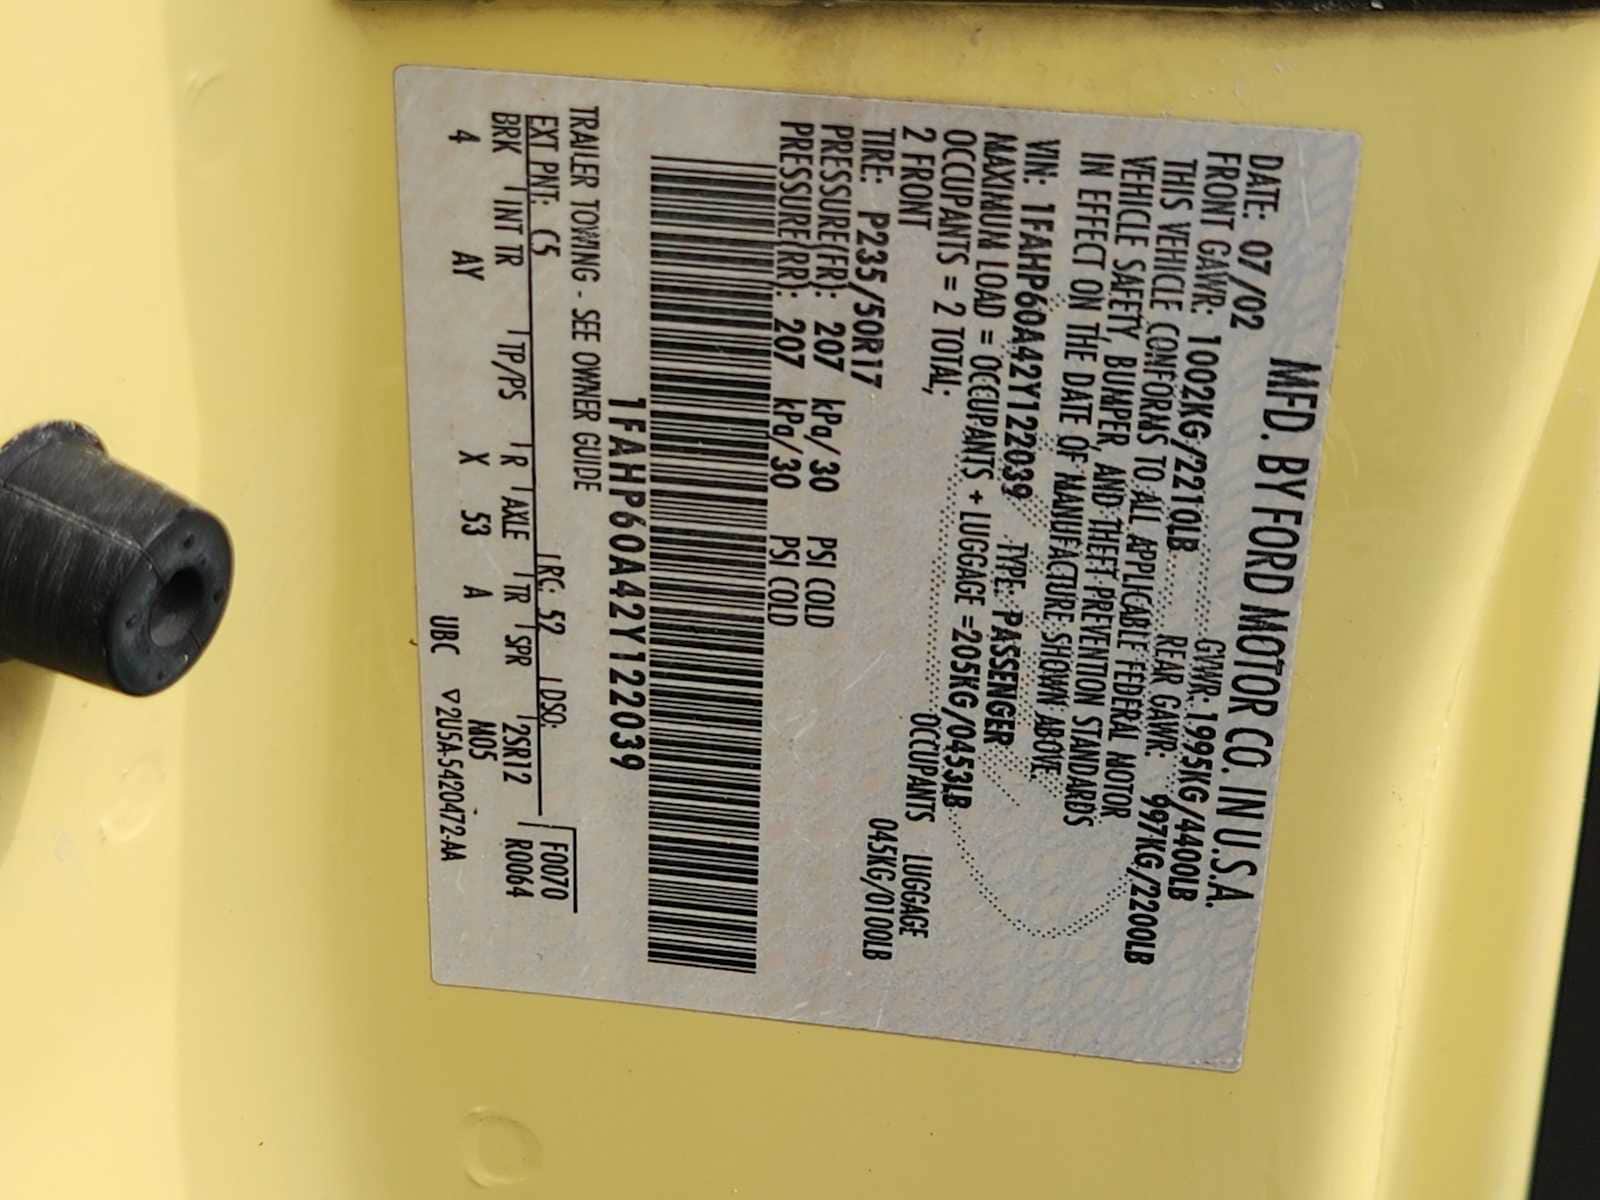 MFD. BY FORD MOTOR CO. IN U.S.A.
DATE: 07/02 GVWR: 1995KG/4400LB
FRONT GAWR: 1002KG/2210LB REAR GAWR: 997KG/2200LB
THIS VEHICLE CONFORMS TO ALL APPLICABLE FEDERAL MOTOR
VEHICLE SAFETY, BUMPER, AND THEFT PREVENTION STANDARDS
IN EFFECT ON THE DATE OF MANUFACTURE SHOWN ABOVE.
VIN: 1FAHP60A42Y122039 TYPE: PASSENGER
MAXIMUM LOAD = OCCUPANTS + LUGGAGE =205KG/0453LB
OCCUPANTS = 2 TOTAL; OCCUPANTS LUGGAGE
2 FRONT 045KG/0100LB
TIRE: P235/50R17
PRESSURE(FR): 207 kPa/30 PSI COLD
PRESSURE(RR): 207 kPa/30 PSI COLD
1FAHP60A42Y122039
TRAILER TOWING - SEE OWNER GUIDE
F0070
EXT PNT: C5 RC: 52 DSO: R0064
BRK INT TR TP/PS R AXLE TR SPR 2SR12
4 AY X 53 A M05
UBC ▽2U5A-5420472-AA